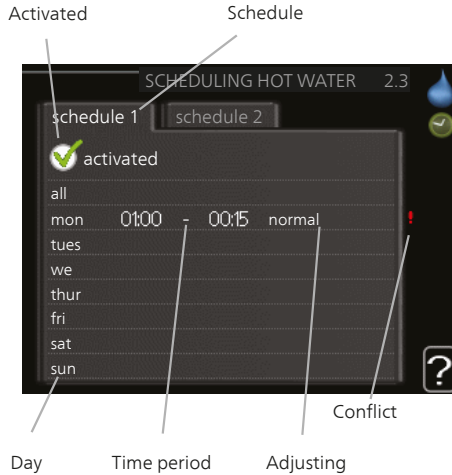 Activated
Schedule
SCHEDULING HOT WATER 2.3
schedule 1 schedule 2
activated
all
mon 01:00 - 00:15 normal !
tues
we
thur
fri
sat
sun
?
Conflict
Day
Time period
Adjusting